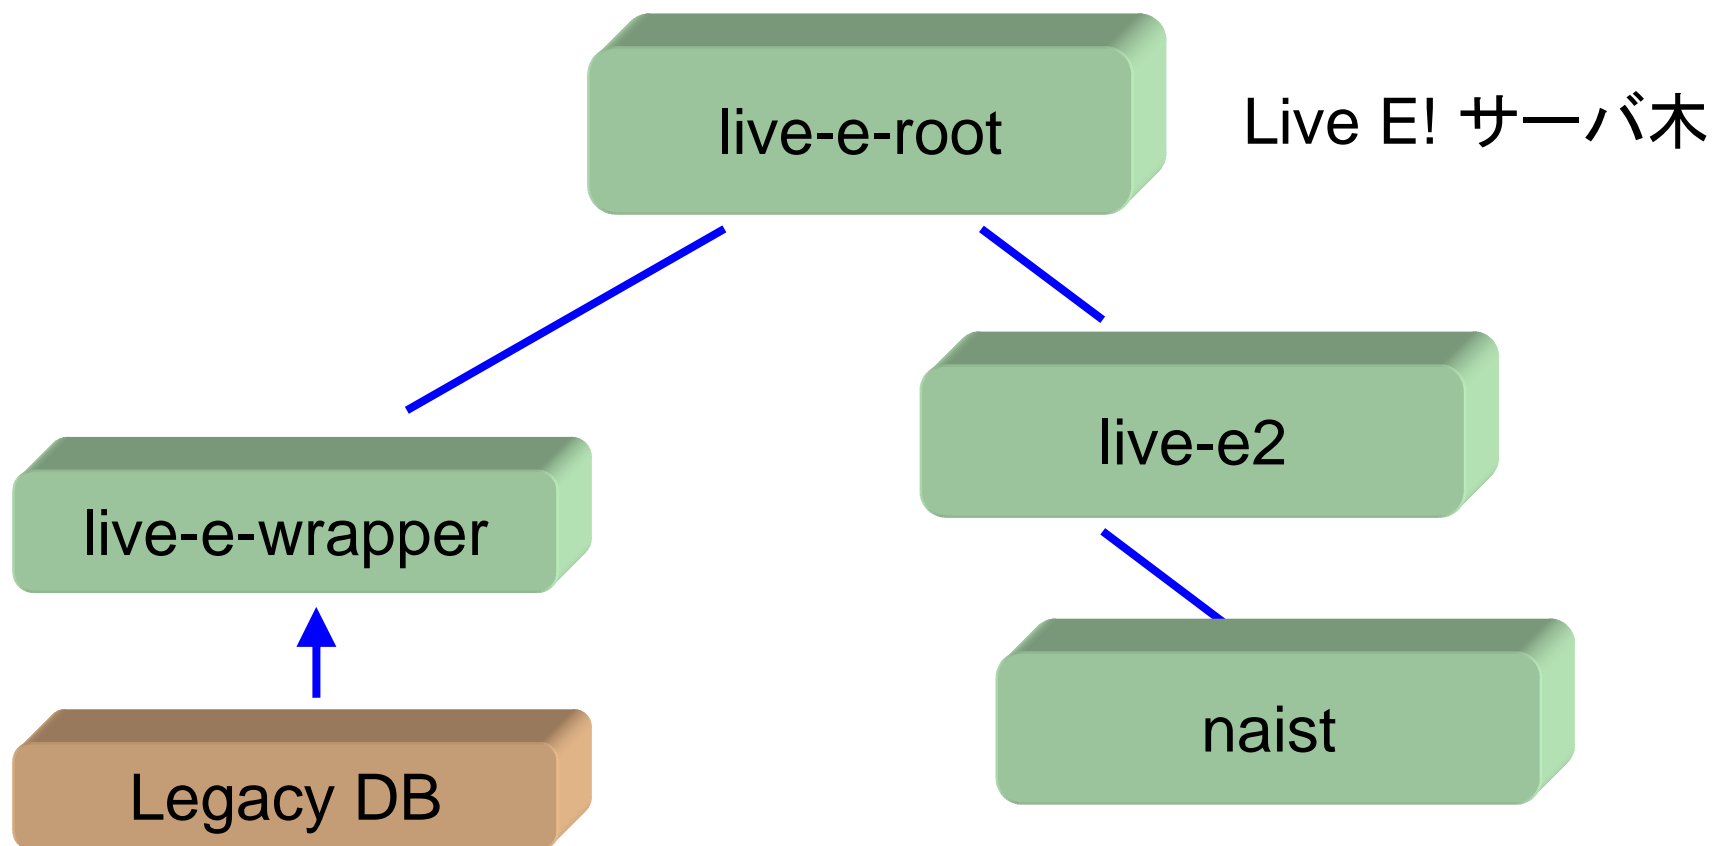 live-e-root
Live E! サーバ木
live-e2
live-e-wrapper
naist
Legacy DB